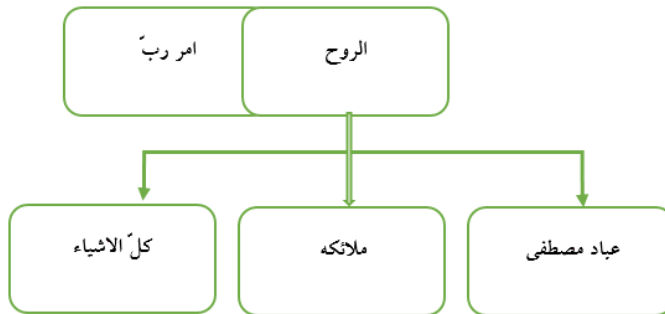 الروح
امر ربّ
عباد مصطفی
ملائکه
کلّ الاشیاء